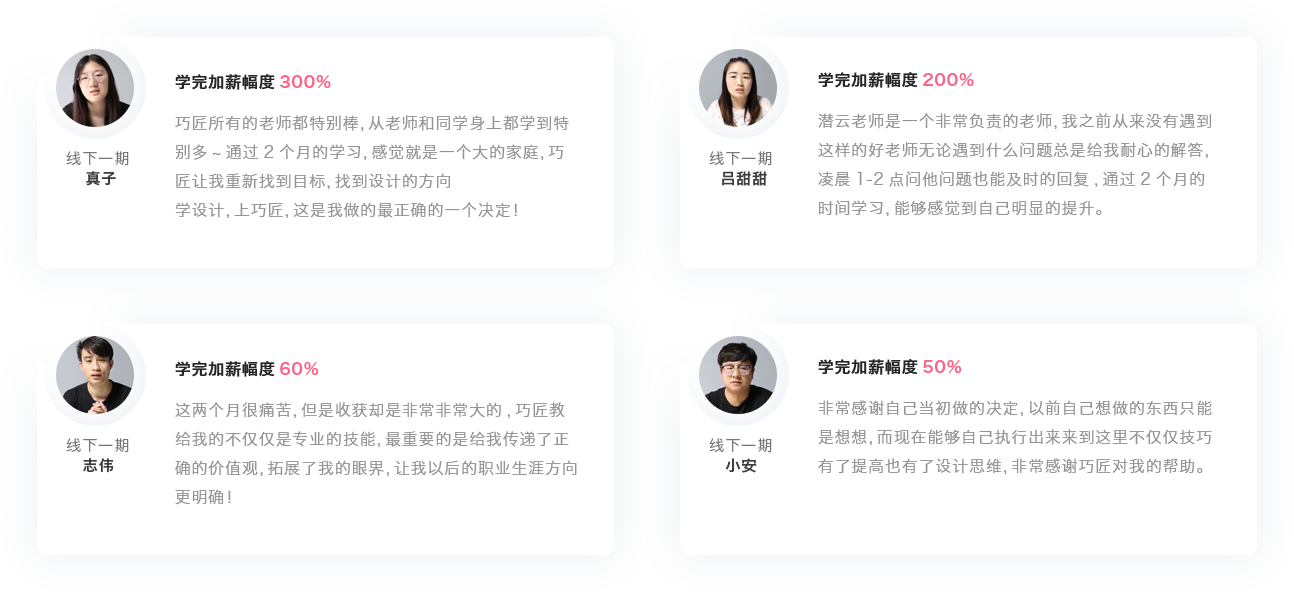 学完加薪幅度 300%
巧匠所有的老师都特别棒, 从老师和同学身上都学到特
别多 ~ 通过 2 个月的学习, 感觉就是一个大的家庭, 巧
匠让我重新找到目标, 找到设计的方向
学设计, 上巧匠, 这是我做的最正确的一个决定!
线下一期
真子
学完加薪幅度 200%
潜云老师是一个非常负责的老师, 我之前从来没有遇到
这样的好老师无论遇到什么问题总是给我耐心的解答,
凌晨 1-2 点问他问题也能及时的回复 , 通过 2 个月的
时间学习, 能够感觉到自己明显的提升。
线下一期
吕甜甜
学完加薪幅度 60%
这两个月很痛苦, 但是收获却是非常非常大的 , 巧匠教
给我的不仅仅是专业的技能, 最重要的是给我传递了正
确的价值观, 拓展了我的眼界, 让我以后的职业生涯方向
更明确!
线下一期
志伟
学完加薪幅度 50%
非常感谢自己当初做的决定, 以前自己想做的东西只能
是想想, 而现在能够自己执行出来来到这里不仅仅技巧
有了提高也有了设计思维, 非常感谢巧匠对我的帮助。
线下一期
小安